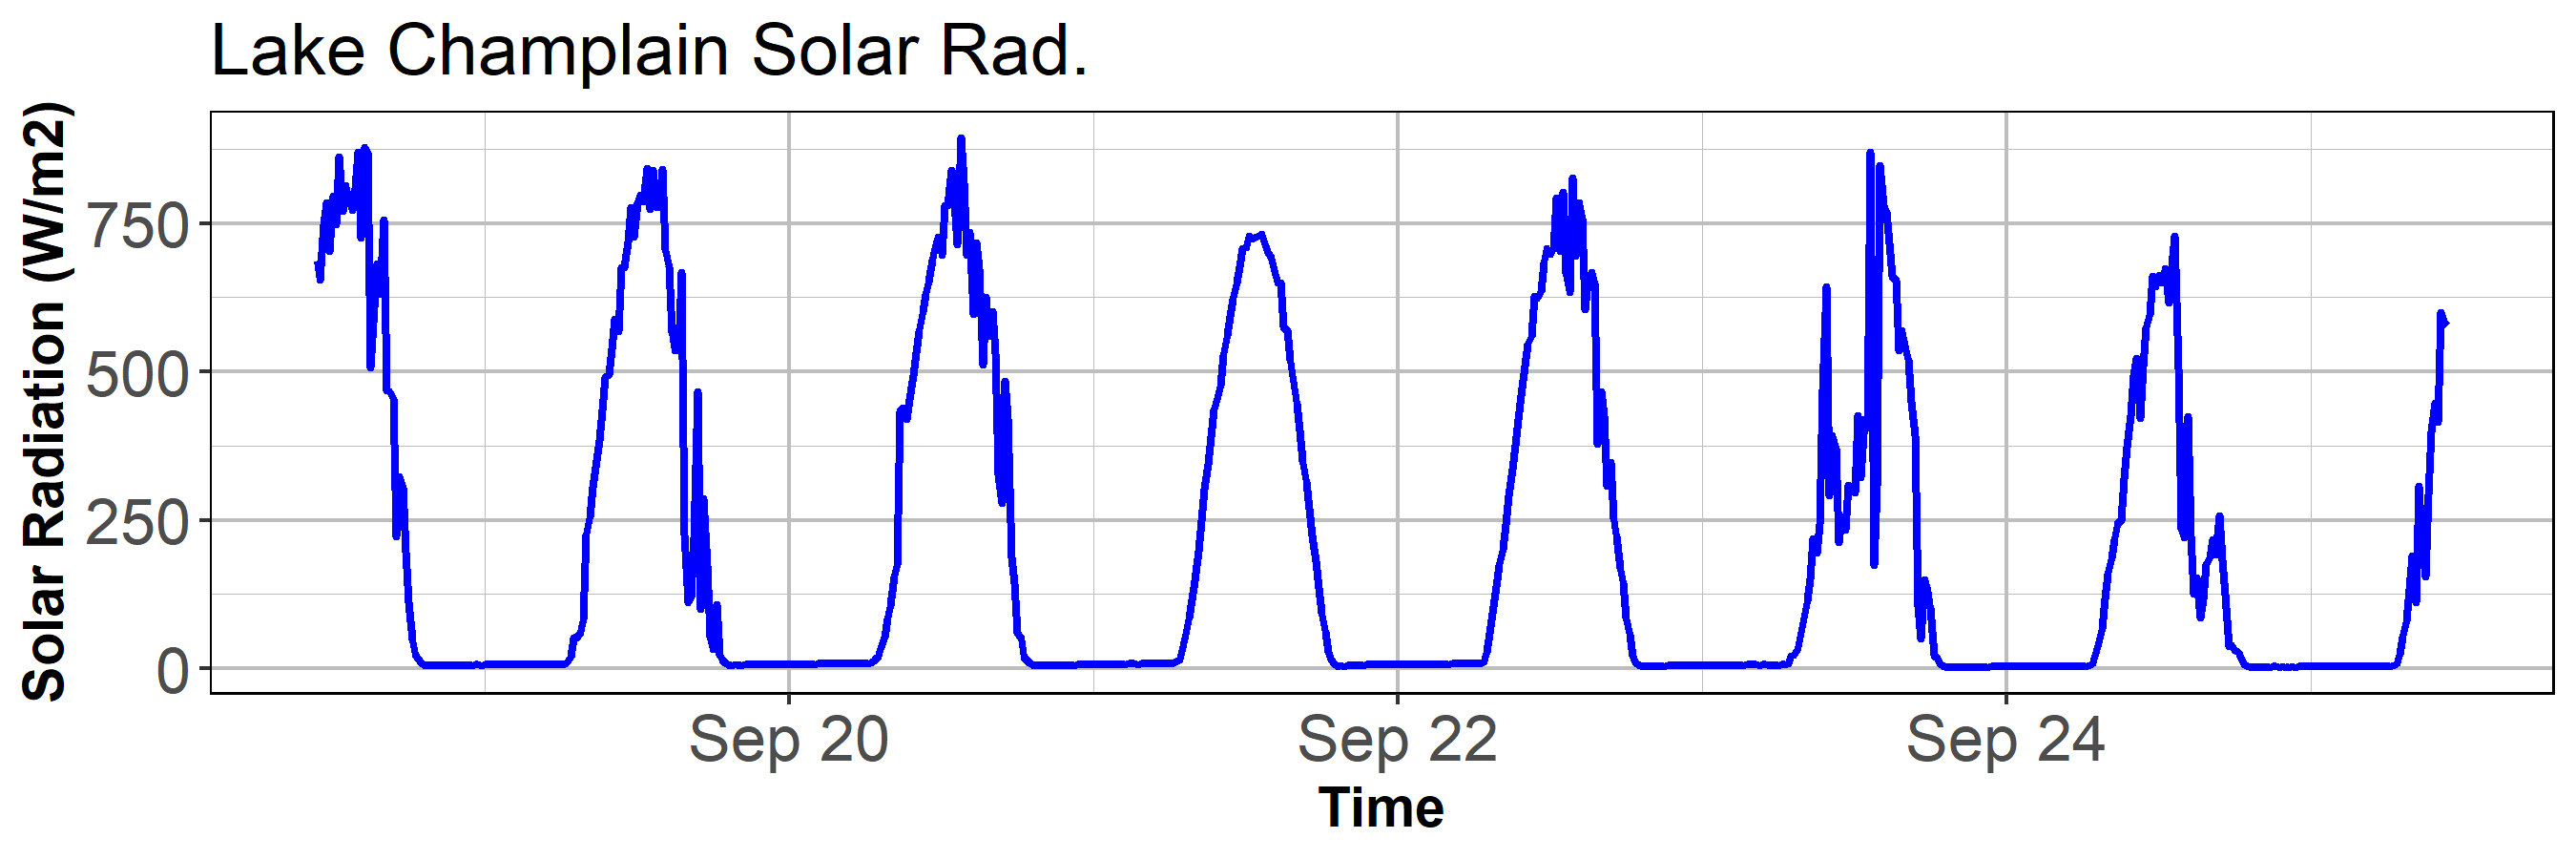 Lake Champlain Solar Rad.
Solar Radiation (W/m2)
750
500
250
0
Sep 20
Sep 22
Sep 24
Time